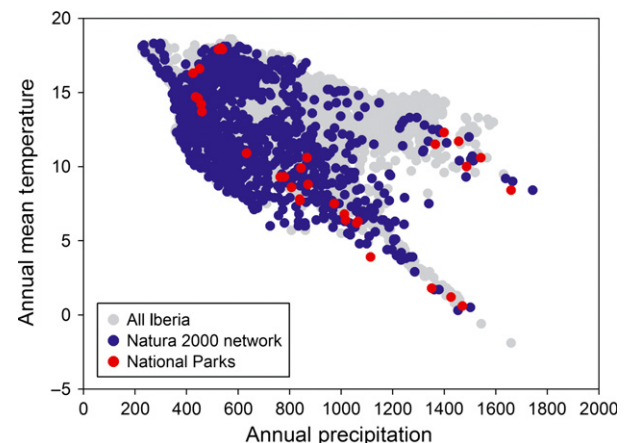 20
15
10
5
0
–5
Annual mean temperature
All Iberia
Natura 2000 network
National Parks
0 200 400 600 800 1000 1200 1400 1600 1800 2000
Annual precipitation